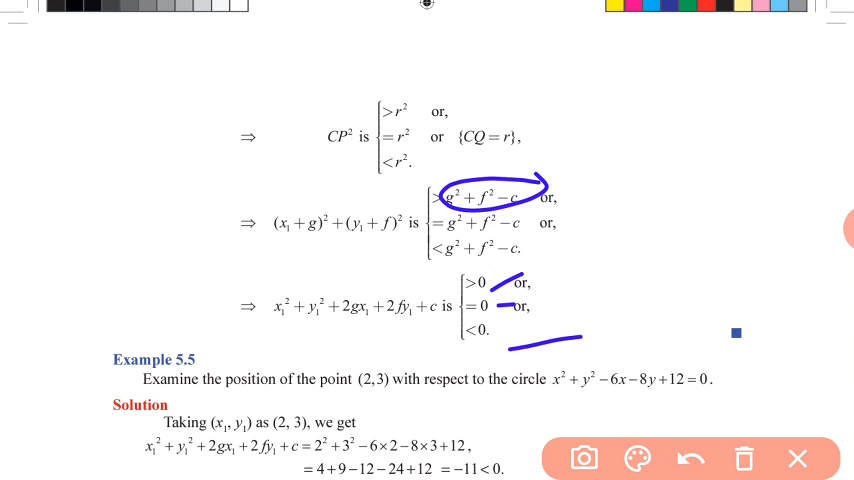 ⇒ CP² is { > r² or,
= r² or {CQ = r},
< r².
⇒ (x₁ + g)² + (y₁ + f)² is { > g² + f² − c or,
= g² + f² − c or,
< g² + f² − c.
⇒ x₁² + y₁² + 2gx₁ + 2fy₁ + c is { > 0 or,
= 0 or,
< 0.
Example 5.5
Examine the position of the point (2,3) with respect to the circle x² + y² − 6x − 8y + 12 = 0.
Solution
Taking (x₁, y₁) as (2, 3), we get
x₁² + y₁² + 2gx₁ + 2fy₁ + c = 2² + 3² − 6×2 − 8×3 + 12,
= 4 + 9 − 12 − 24 + 12 = −11 < 0.